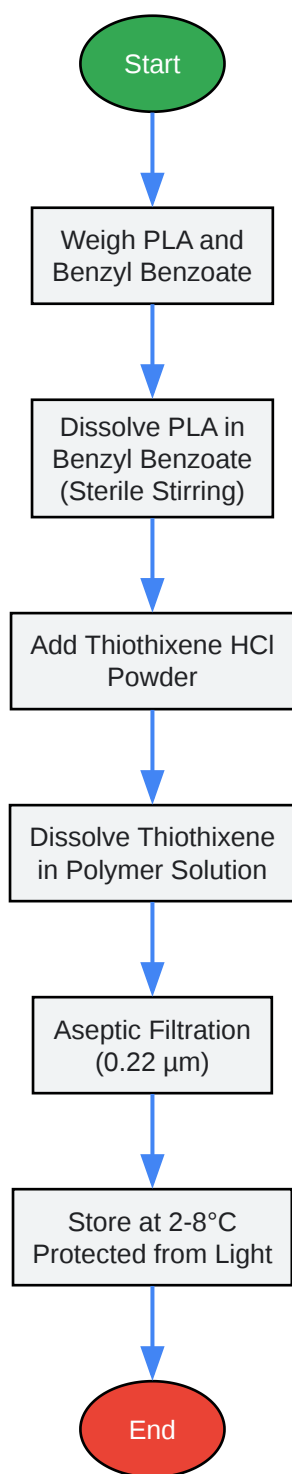 Start
Weigh PLA and
Benzyl Benzoate
Dissolve PLA in
Benzyl Benzoate
(Sterile Stirring)
Add Thiothixene HCl
Powder
Dissolve Thiothixene
in Polymer Solution
Aseptic Filtration
(0.22 µm)
Store at 2-8°C
Protected from Light
End